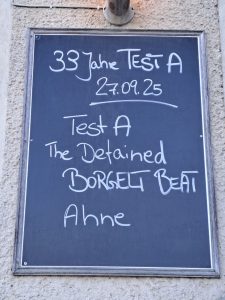 33 Jahre TEST A
27.09.25
Test A
The Detained
BORGELT BEAT
Ahne